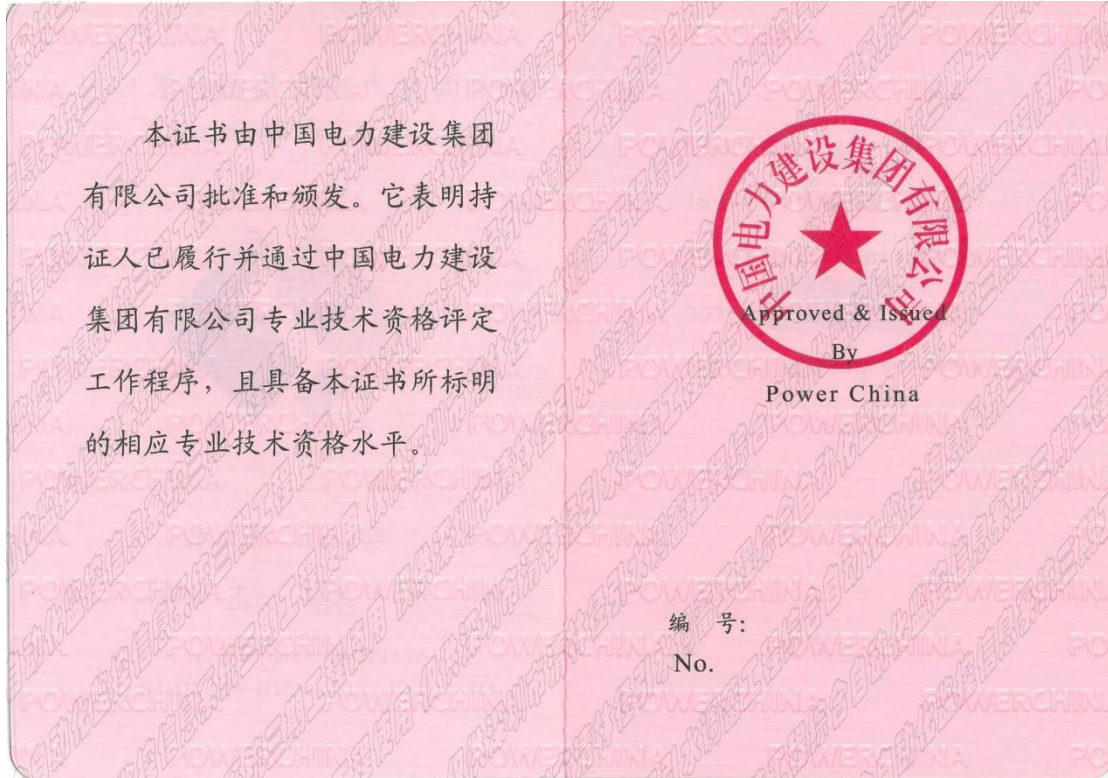 本证书由中国电力建设集团
有限公司批准和颁发。它表明持
证人已履行并通过中国电力建设
集团有限公司专业技术资格评定
工作程序，且具备本证书所标明
的相应专业技术资格水平。
中国电力建设集团有限公司
Approved & Issued
By
Power China
编 号:
No.
POWERCHINA